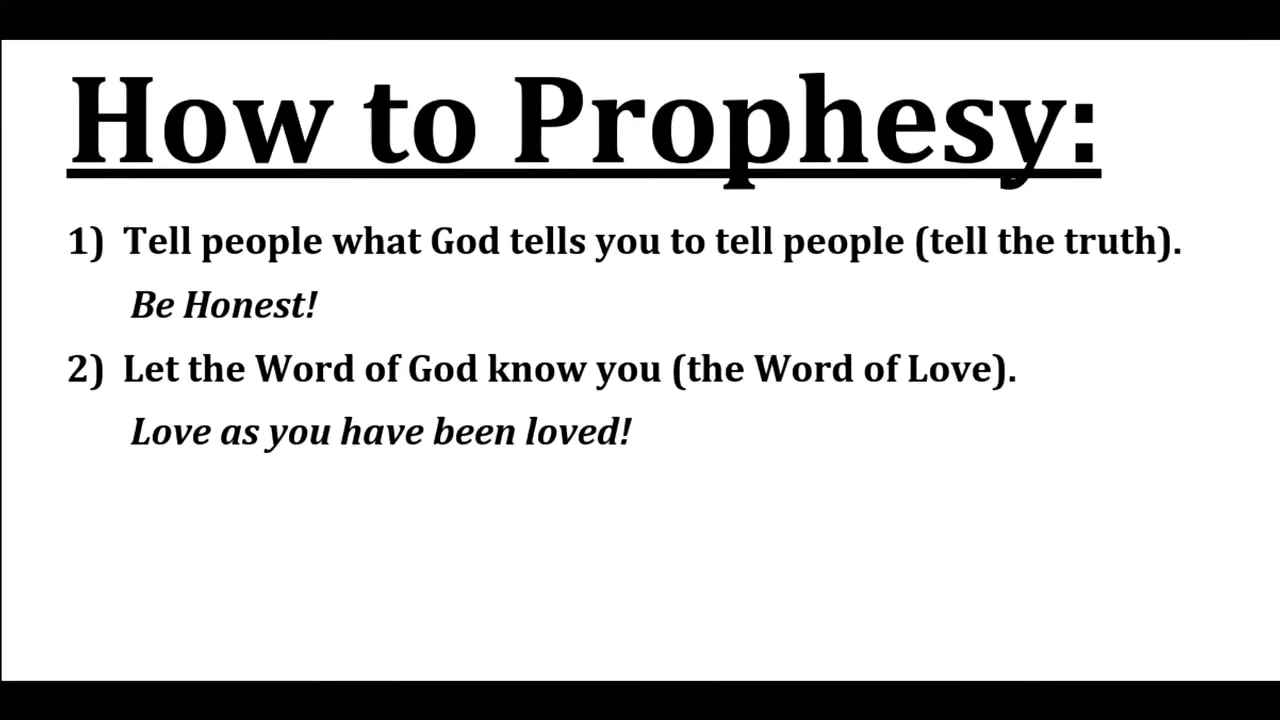 How to Prophesy:
1) Tell people what God tells you to tell people (tell the truth).
Be Honest!
2) Let the Word of God know you (the Word of Love).
Love as you have been loved!